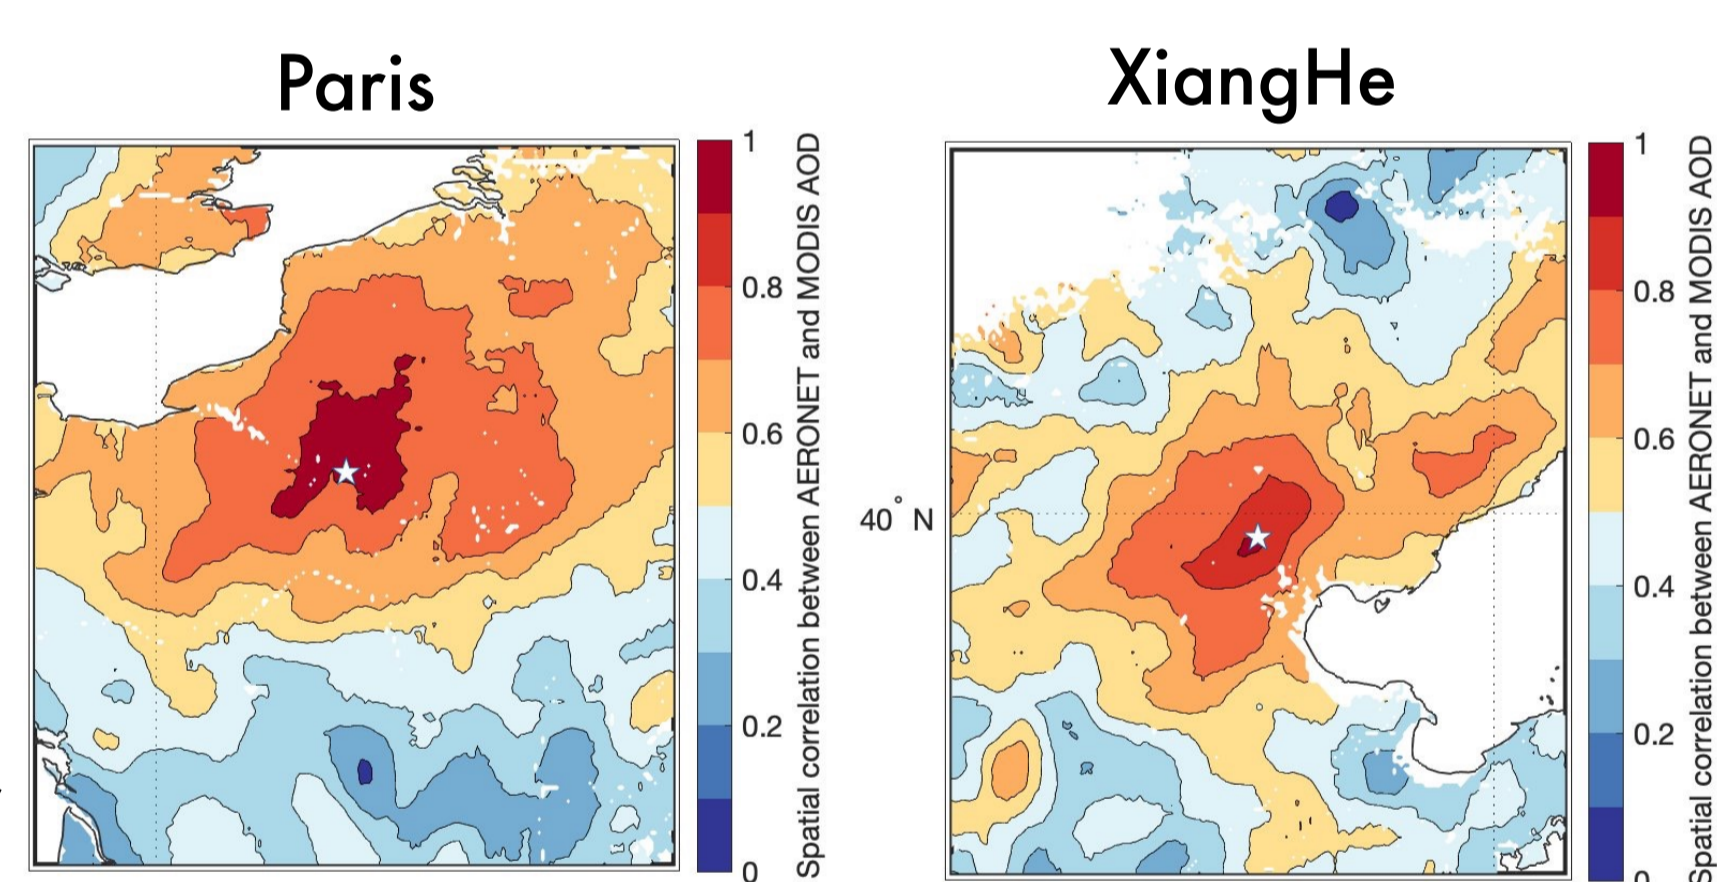 Paris
XiangHe
1
0.8
0.6
0.4
0.2
0
Spatial correlation between AERONET and MODIS AOD
40° N
1
0.8
0.6
0.4
0.2
0
Spatial correlation between AERONET and MODIS AOD